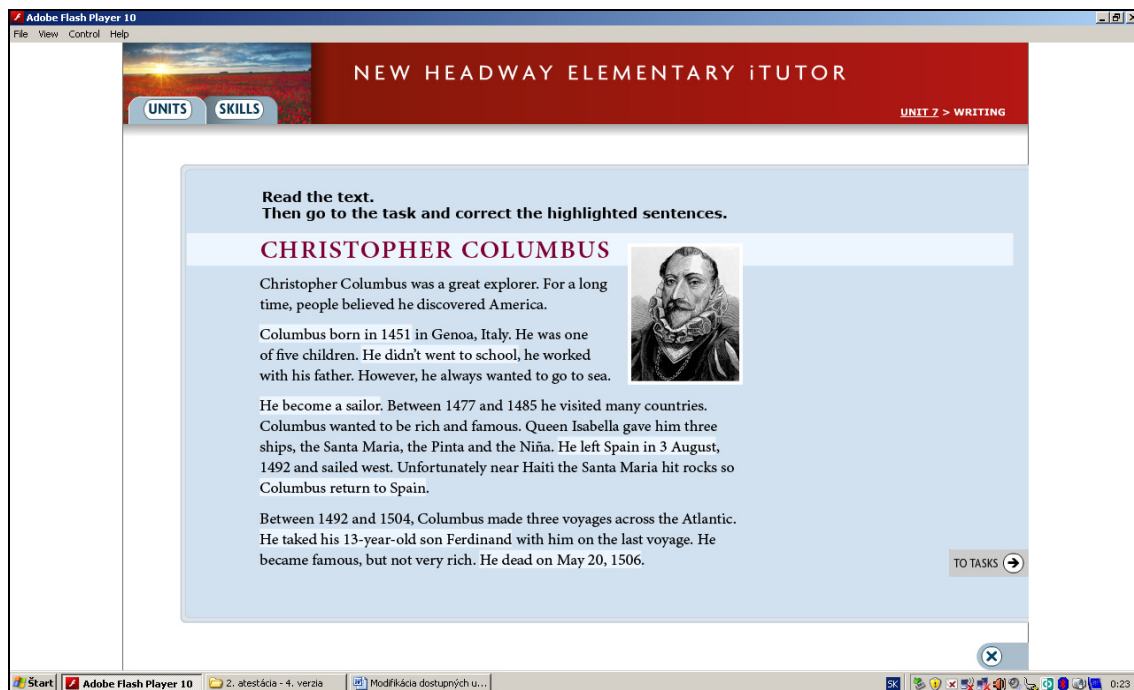 Adobe Flash Player 10
File View Control Help
NEW HEADWAY ELEMENTARY iTUTOR
UNITS SKILLS
UNIT 7 > WRITING
Read the text.
Then go to the task and correct the highlighted sentences.
CHRISTOPHER COLUMBUS
Christopher Columbus was a great explorer. For a long
time, people believed he discovered America.
Columbus born in 1451 in Genoa, Italy. He was one
of five children. He didn't went to school, he worked
with his father. However, he always wanted to go to sea.
He become a sailor. Between 1477 and 1485 he visited many countries.
Columbus wanted to be rich and famous. Queen Isabella gave him three
ships, the Santa Maria, the Pinta and the Niña. He left Spain in 3 August,
1492 and sailed west. Unfortunately near Haiti the Santa Maria hit rocks so
Columbus return to Spain.
Between 1492 and 1504, Columbus made three voyages across the Atlantic.
He taked his 13-year-old son Ferdinand with him on the last voyage. He
became famous, but not very rich. He dead on May 20, 1506.
TO TASKS
Štart Adobe Flash Player 10 2. atestácia - 4. verzia Modifikácia dostupných u... SK 0:23